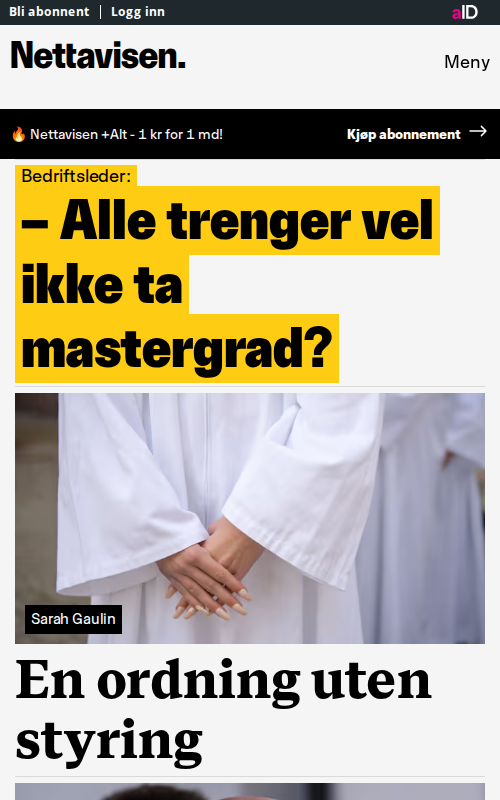 Bli abonnent
Logg inn
aID
Nettavisen.
Meny
🔥 Nettavisen +Alt - 1 kr for 1 md!
Kjøp abonnement →
Bedriftsleder:
– Alle trenger vel
ikke ta
mastergrad?
Sarah Gaulin
En ordning uten
styring